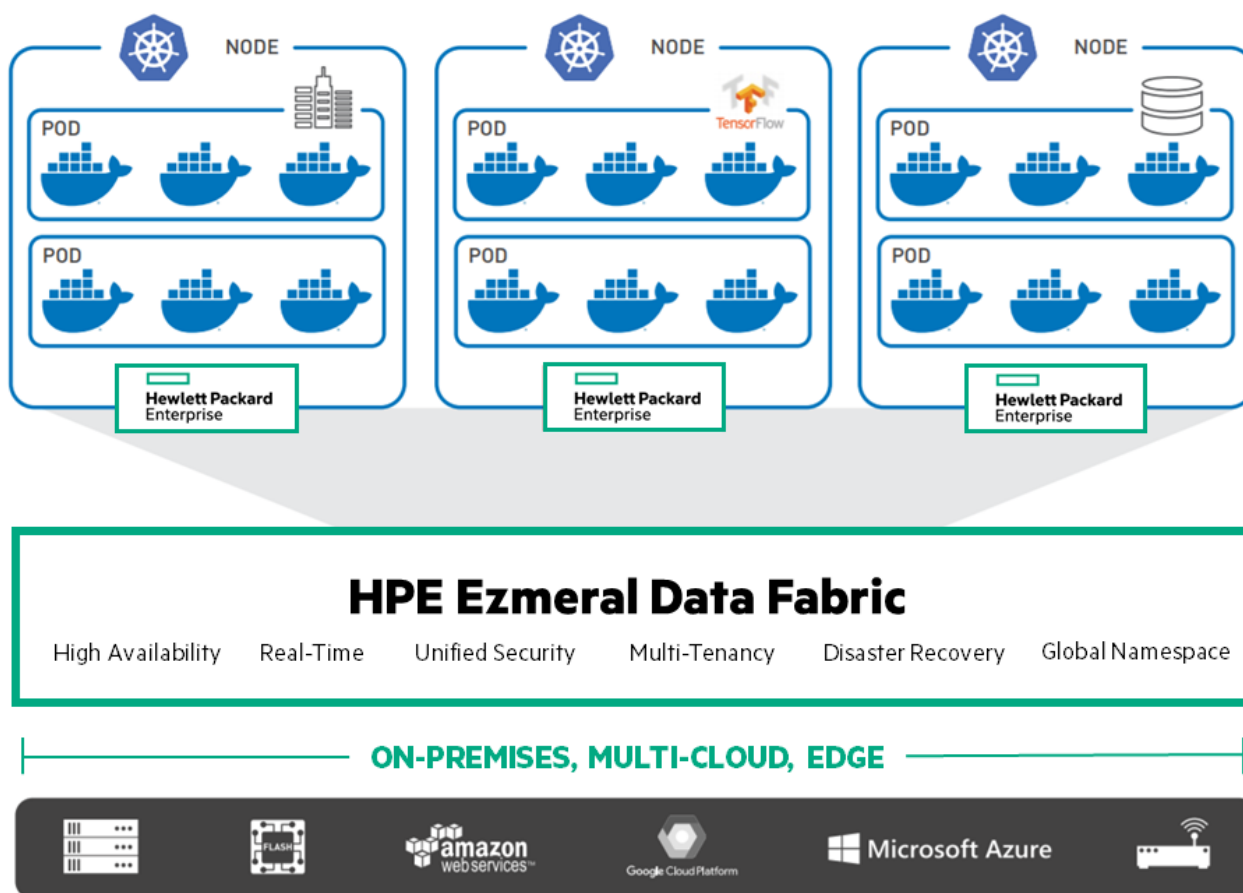 NODE
NODE
NODE
POD
POD
TensorFlow
POD
POD
POD
POD
Hewlett Packard
Enterprise
Hewlett Packard
Enterprise
Hewlett Packard
Enterprise
HPE Ezmeral Data Fabric
High Availability
Real-Time
Unified Security
Multi-Tenancy
Disaster Recovery
Global Namespace
ON-PREMISES, MULTI-CLOUD, EDGE
FLASH
amazon
webservices™
Google Cloud Platform
Microsoft Azure